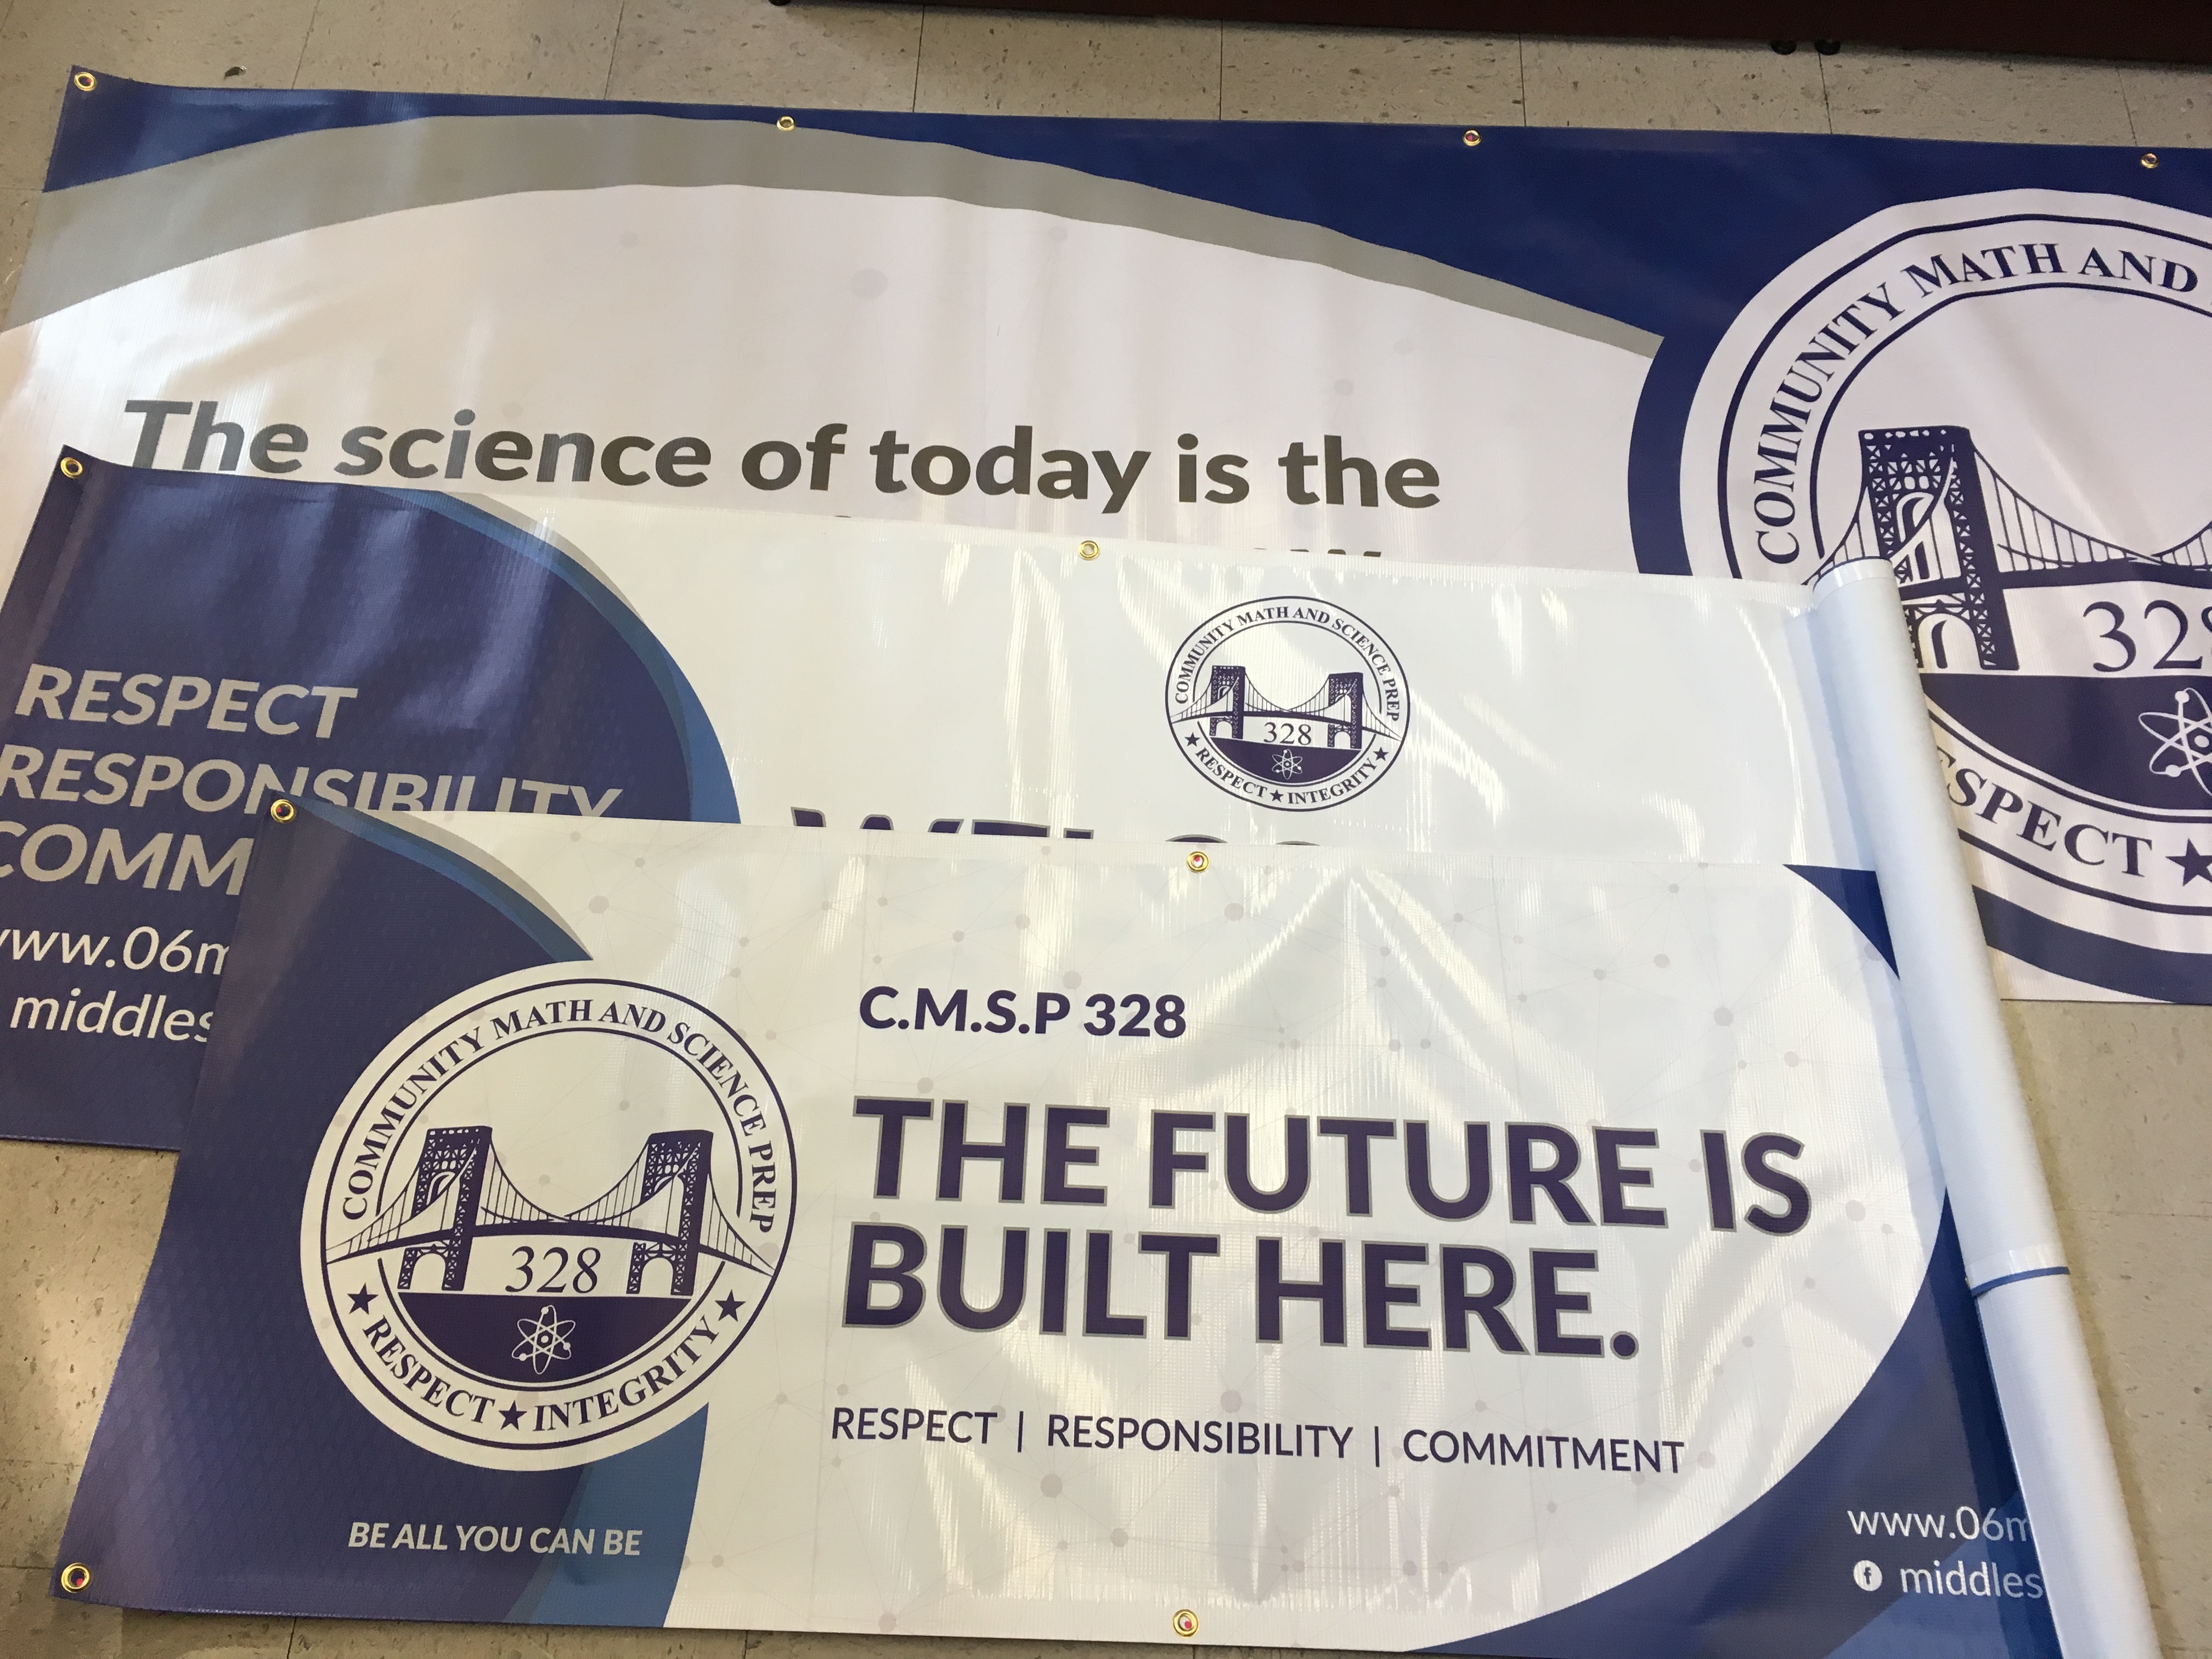 The science of today is the
COMMUNITY MATH AND
328
RESPECT ★
RESPECT
RESPONSIBILITY
COMM
www.06m
middles
COMMUNITY MATH AND SCIENCE PREP
328
★ RESPECT ★ INTEGRITY ★
C.M.S.P 328
THE FUTURE IS
BUILT HERE.
RESPECT | RESPONSIBILITY | COMMITMENT
COMMUNITY MATH AND SCIENCE PREP
328
★ RESPECT ★ INTEGRITY ★
BE ALL YOU CAN BE
www.06m
middles